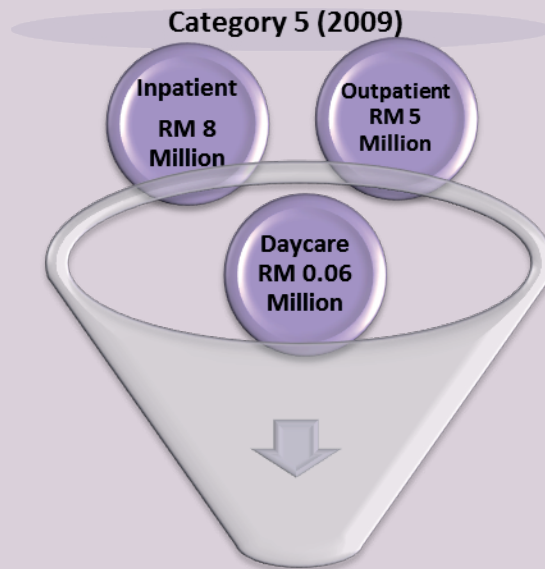 Category 5 (2009)
Inpatient
RM 8
Million
Outpatient
RM 5
Million
Daycare
RM 0.06
Million